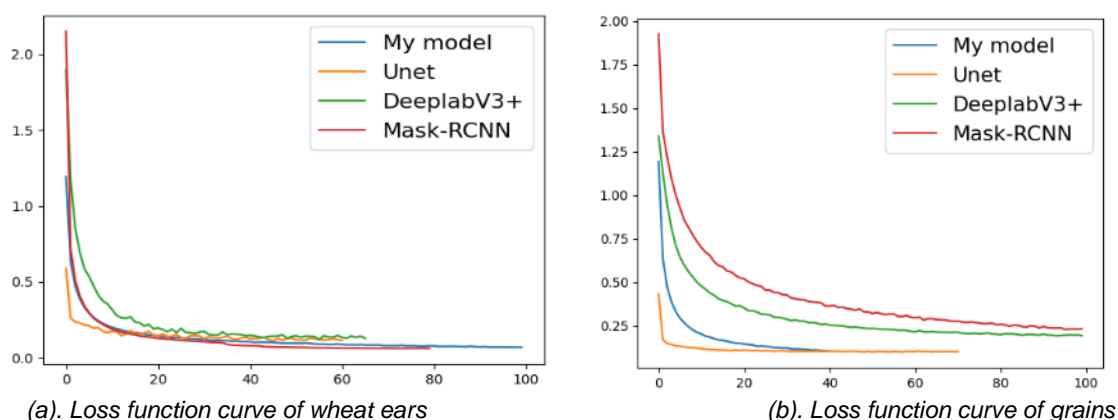 2.0
1.5
1.0
0.5
0.0
0
20
40
60
80
100
My model
Unet
DeeplabV3+
Mask-RCNN
(a). Loss function curve of wheat ears
2.00
1.75
1.50
1.25
1.00
0.75
0.50
0.25
0
20
40
60
80
100
My model
Unet
DeeplabV3+
Mask-RCNN
(b). Loss function curve of grains